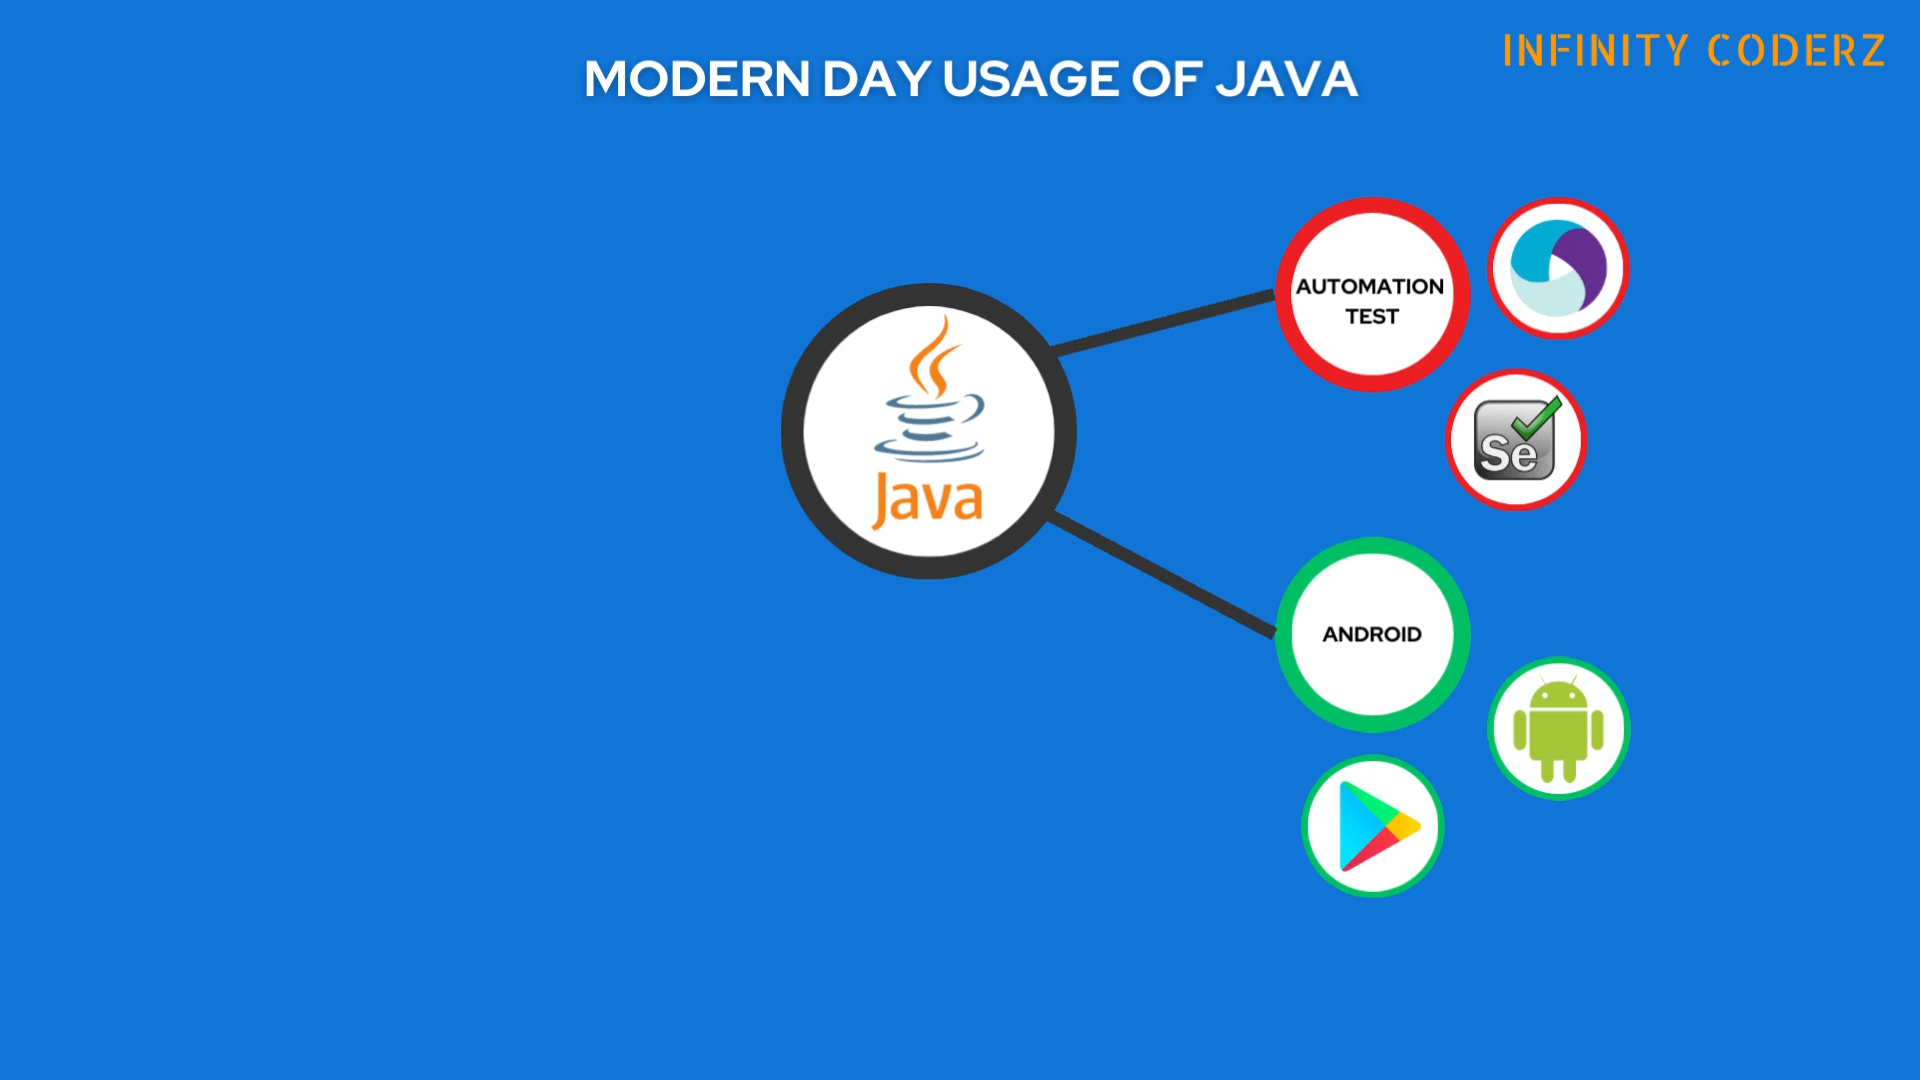 INFINITY CODERZ
MODERN DAY USAGE OF JAVA
AUTOMATION
TEST
Se
Java
ANDROID